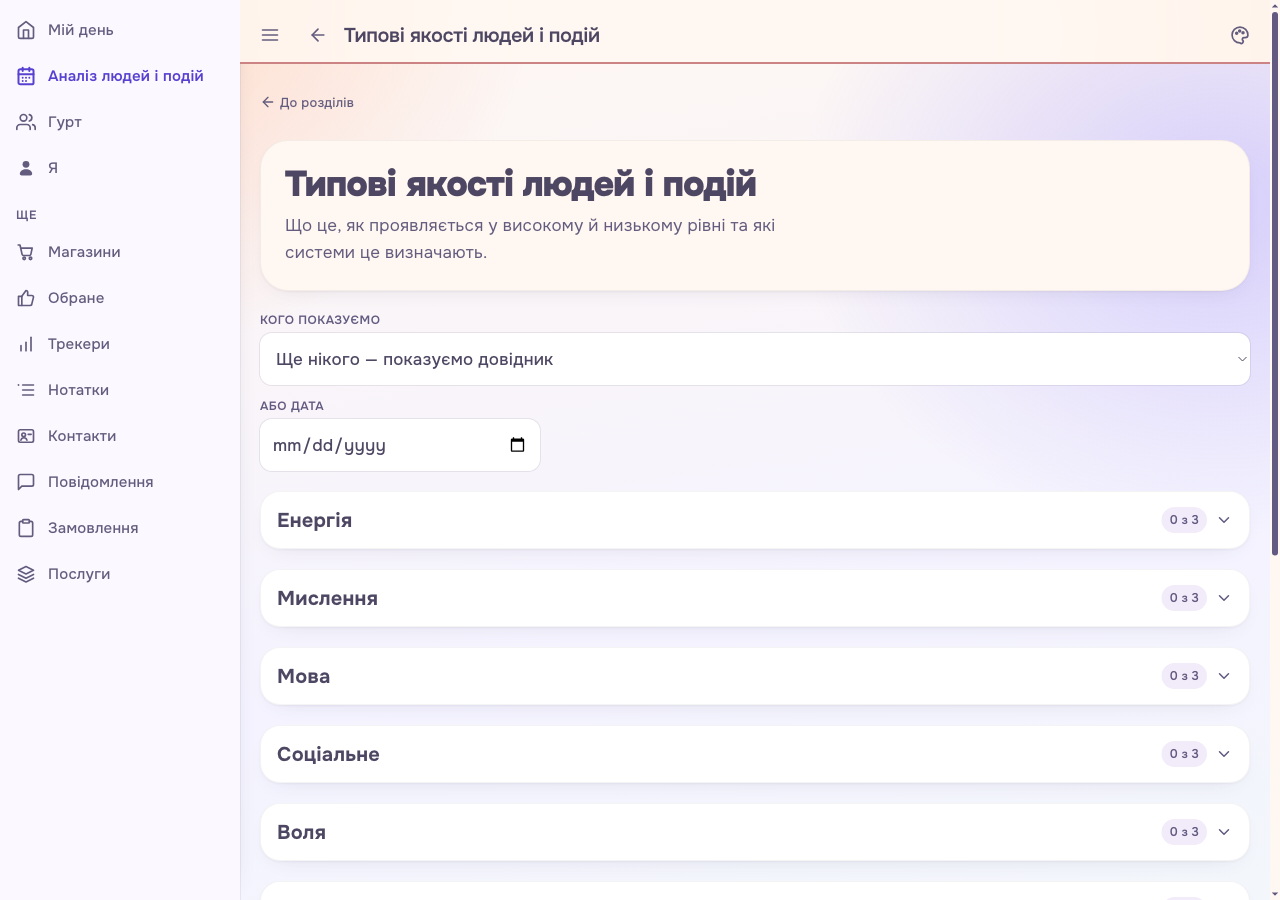 Мій день
Аналіз людей і подій
Гурт
Я
ЩЕ
Магазини
Обране
Трекери
Нотатки
Контакти
Повідомлення
Замовлення
Послуги
Типові якості людей і подій
До розділів
Типові якості людей і подій
Що це, як проявляється у високому й низькому рівні та які
системи це визначають.
КОГО ПОКАЗУЄМО
Ще нікого — показуємо довідник
АБО ДАТА
mm/dd/yyyy
Енергія
0 з 3
Мислення
0 з 3
Мова
0 з 3
Соціальне
0 з 3
Воля
0 з 3